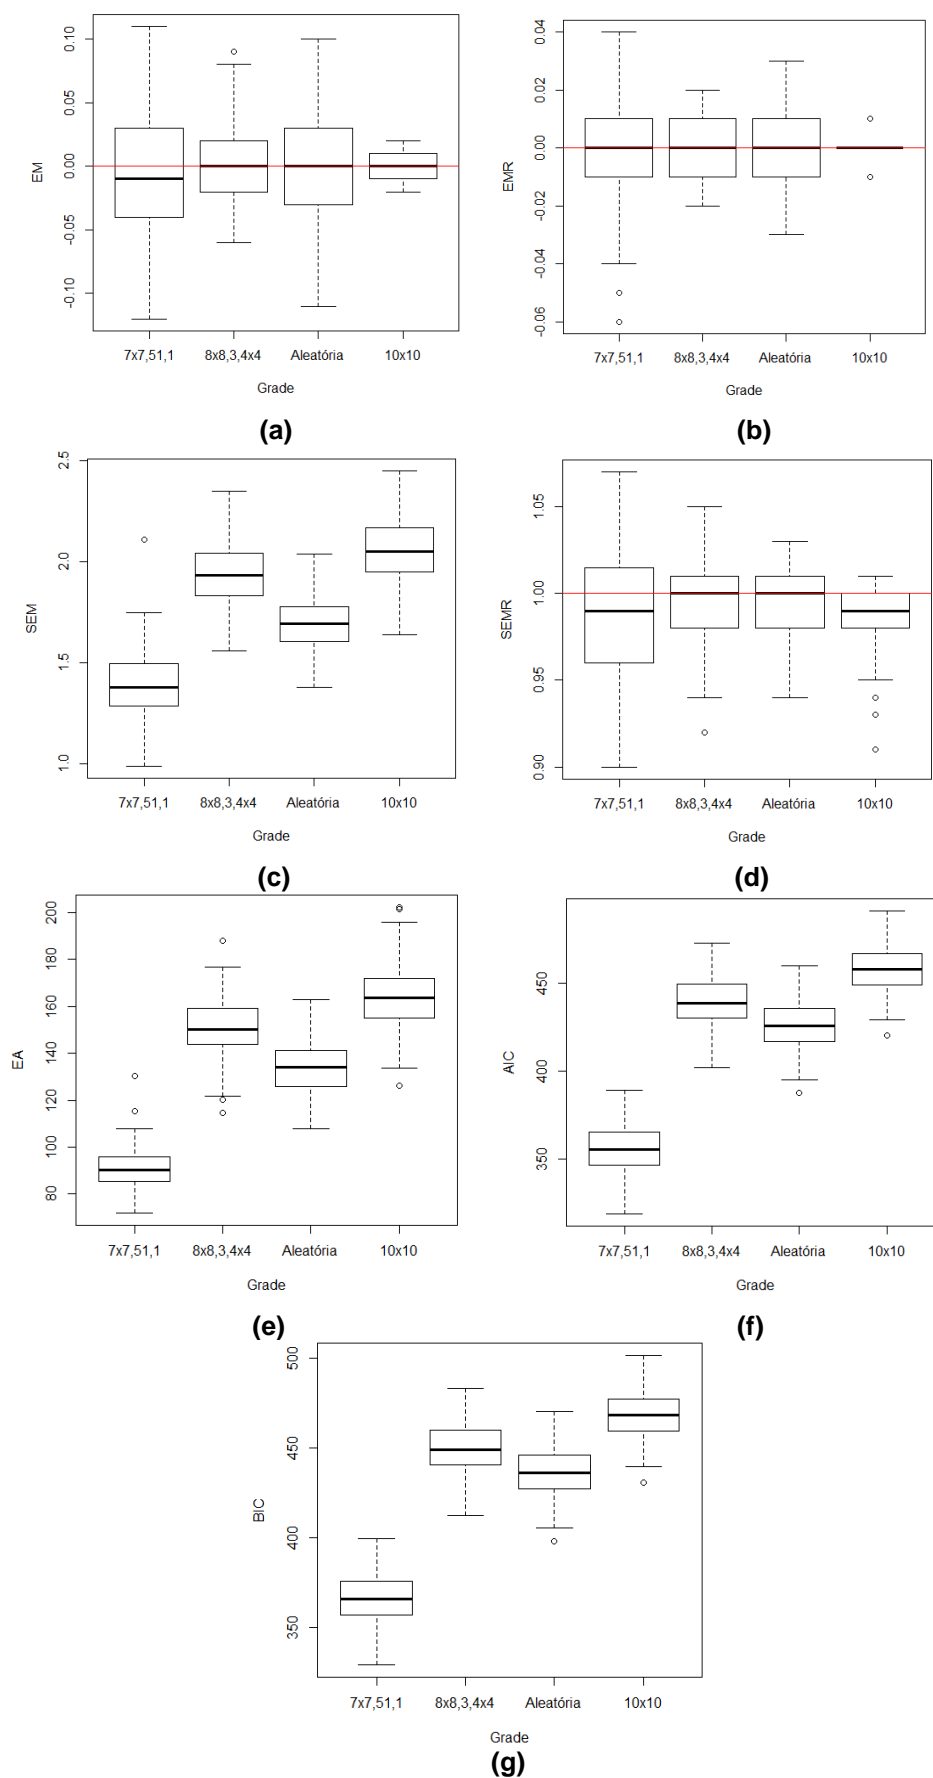 0.10
0.05
0.00
-0.05
-0.10
EM
7x7,51,1 8x8,3,4x4 Aleatória 10x10
Grade
(a)
0.04
0.02
0.00
-0.02
-0.04
-0.06
EMR
7x7,51,1 8x8,3,4x4 Aleatória 10x10
Grade
(b)
2.5
2.0
1.5
1.0
SEM
7x7,51,1 8x8,3,4x4 Aleatória 10x10
Grade
(c)
1.05
1.00
0.95
0.90
SEMR
7x7,51,1 8x8,3,4x4 Aleatória 10x10
Grade
(d)
200
180
160
140
120
100
80
EA
7x7,51,1 8x8,3,4x4 Aleatória 10x10
Grade
(e)
450
400
350
AIC
7x7,51,1 8x8,3,4x4 Aleatória 10x10
Grade
(f)
500
450
400
350
BIC
7x7,51,1 8x8,3,4x4 Aleatória 10x10
Grade
(g)